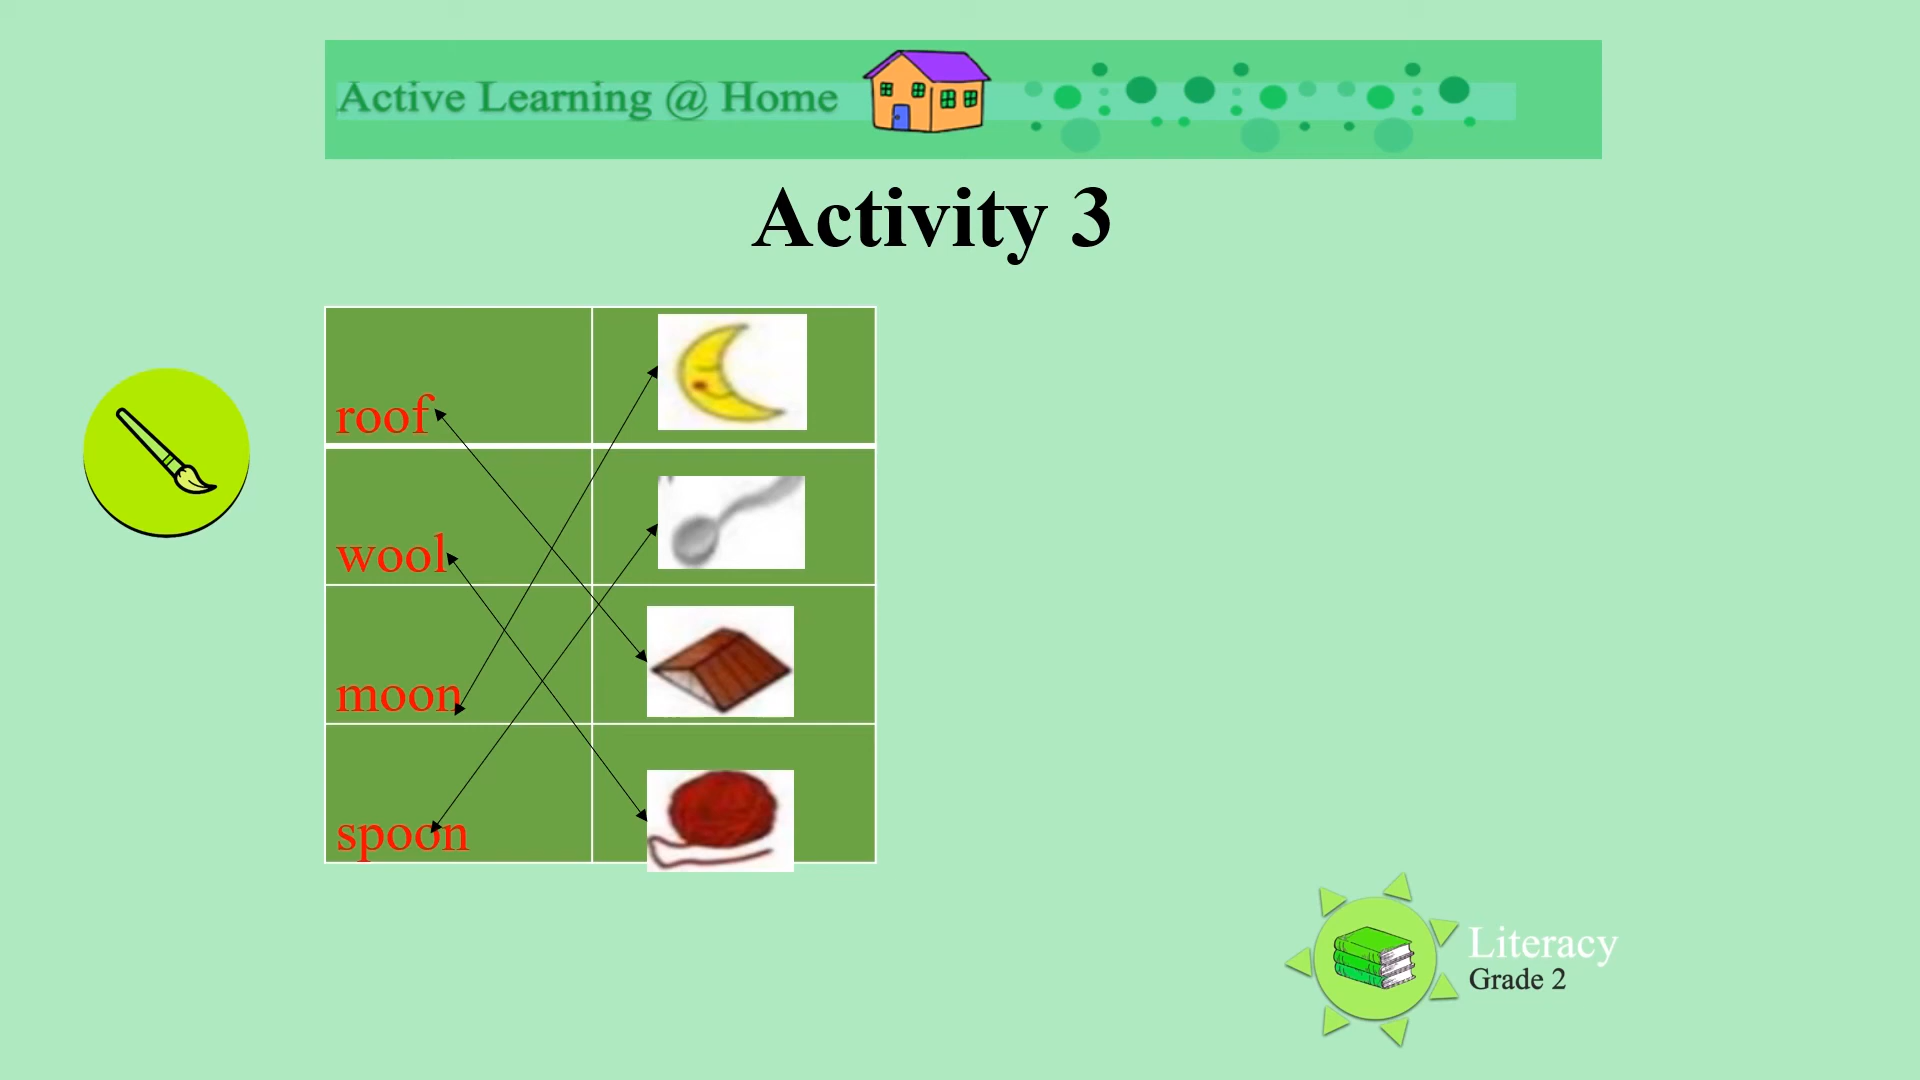 Active Learning @ Home
Activity 3
roof
wool
moon
spoon
Literacy
Grade 2